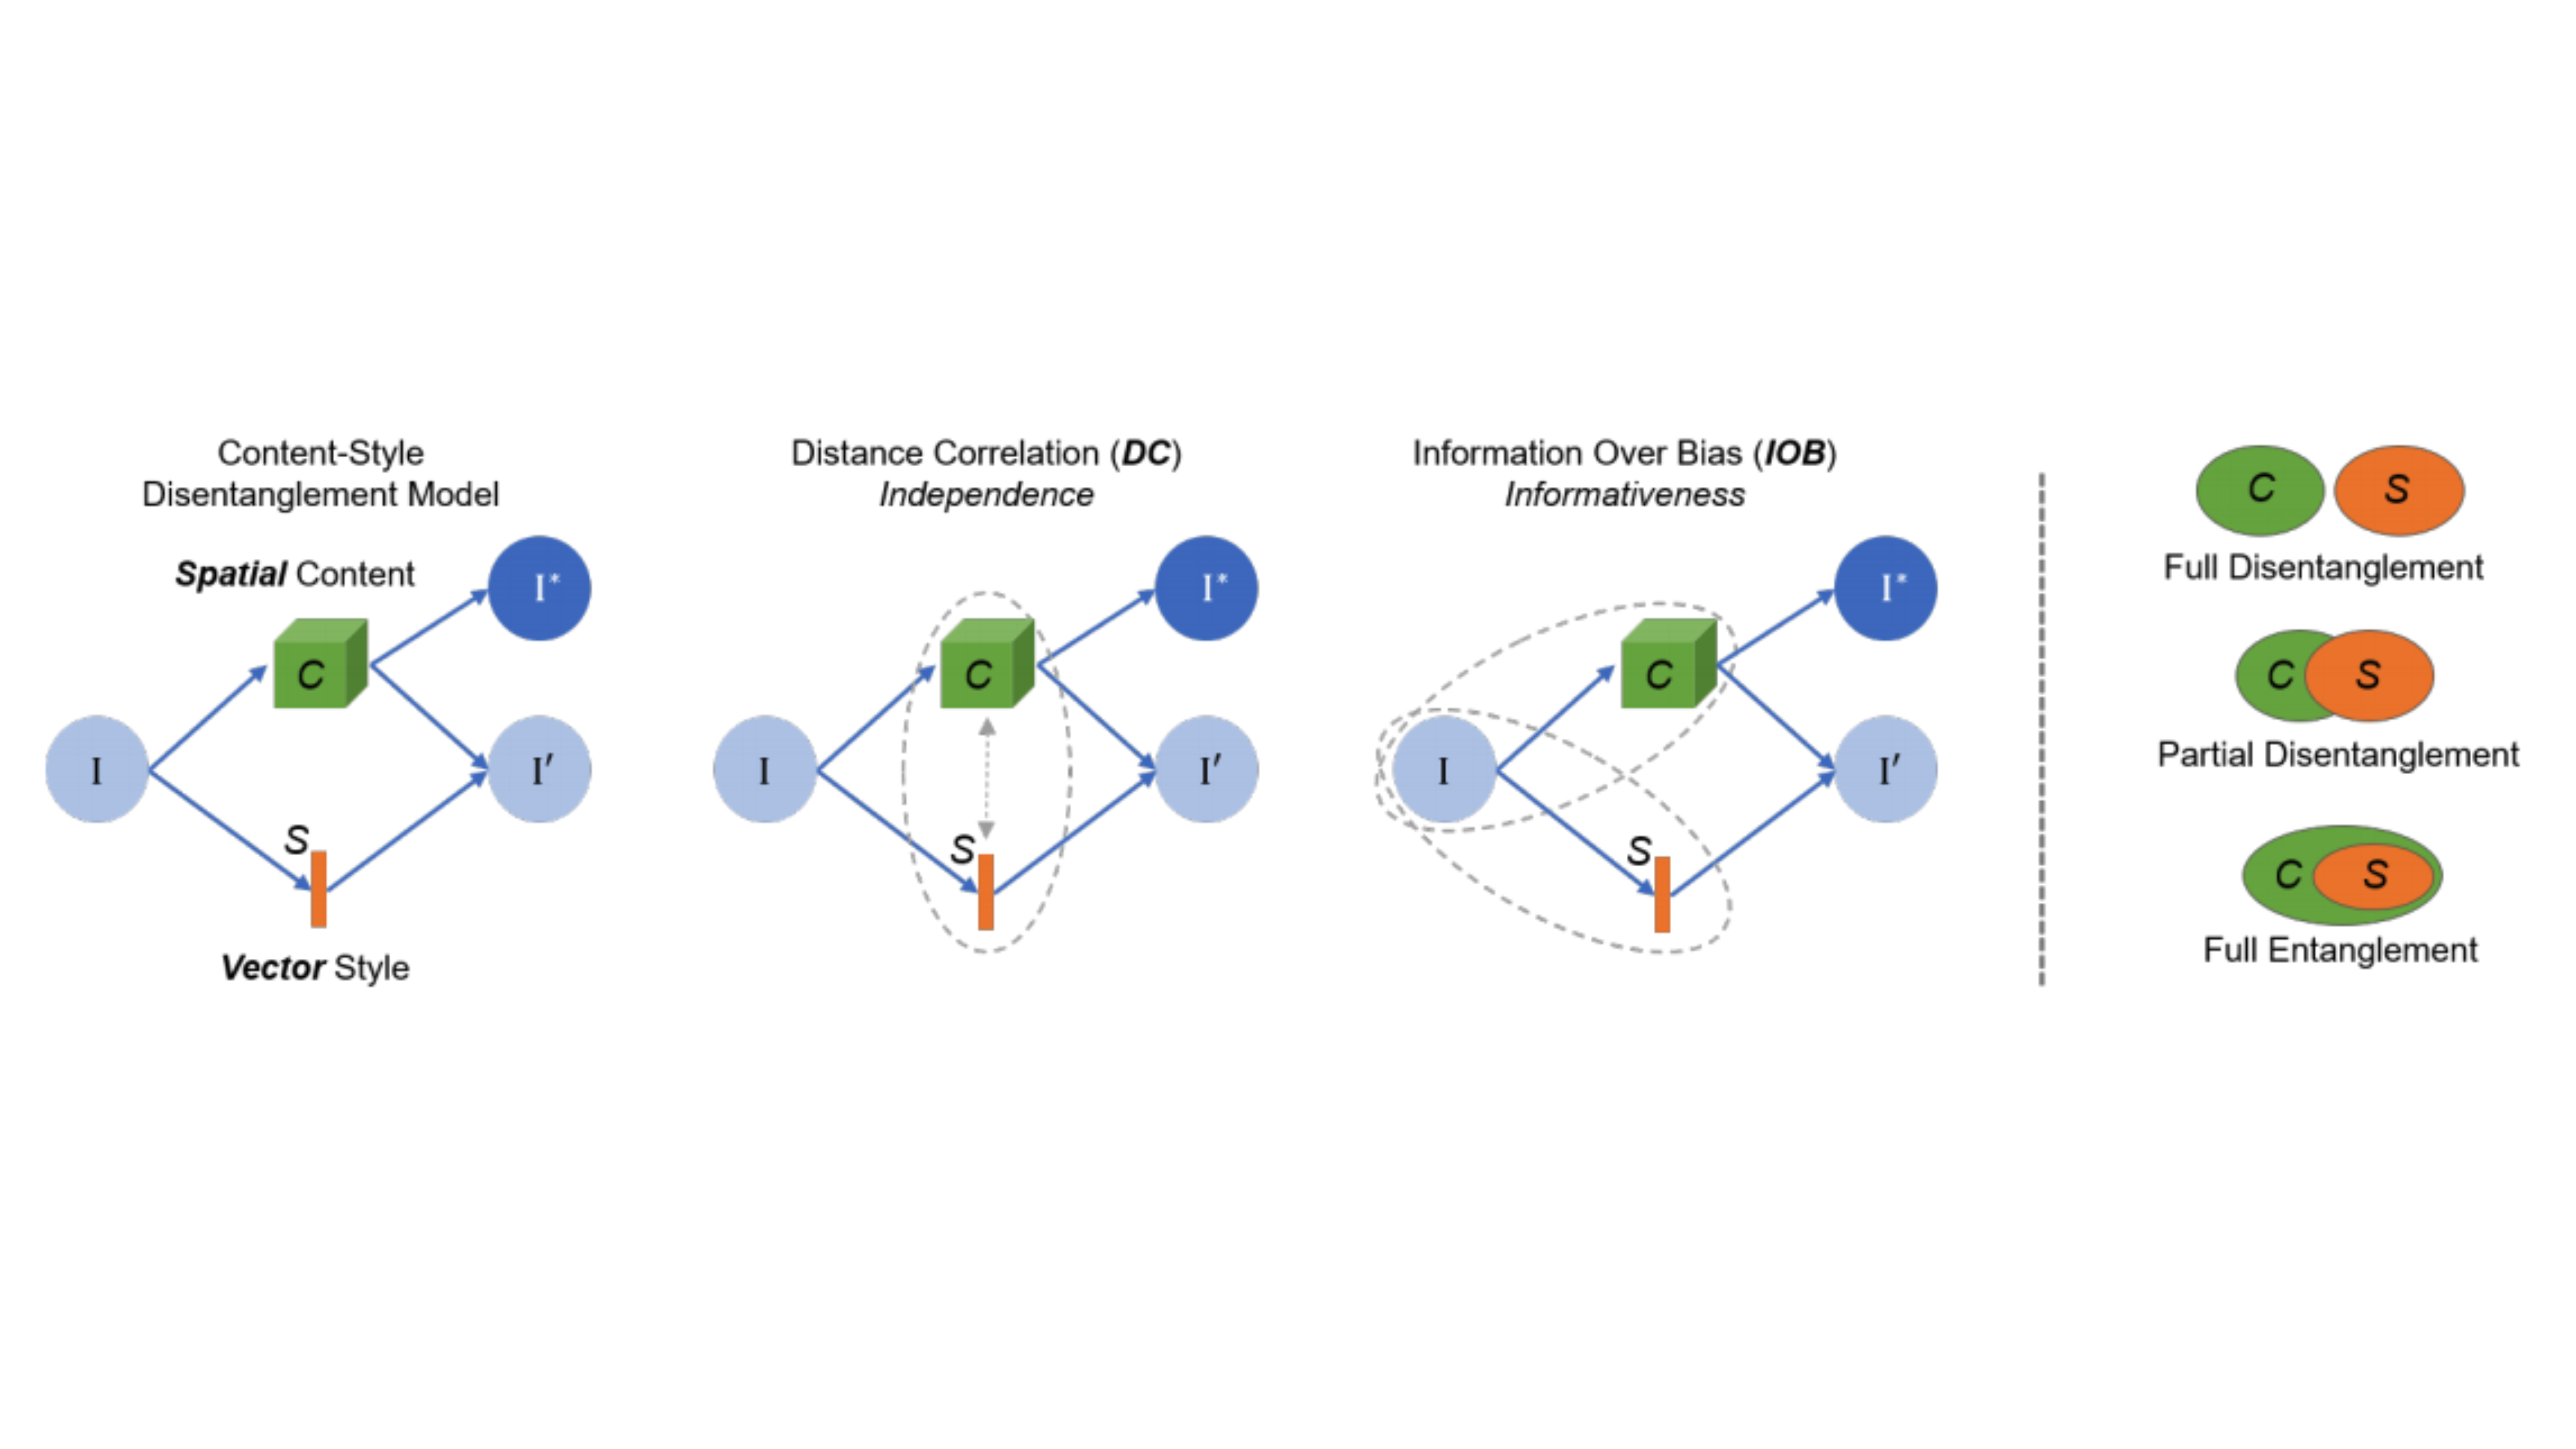 Content-Style
Disentanglement Model
Spatial Content
I*
C
I
I′
S
Vector Style
Distance Correlation (DC)
Independence
I*
C
I
I′
S
Information Over Bias (IOB)
Informativeness
I*
C
I
I′
S
C S
Full Disentanglement
C S
Partial Disentanglement
C S
Full Entanglement